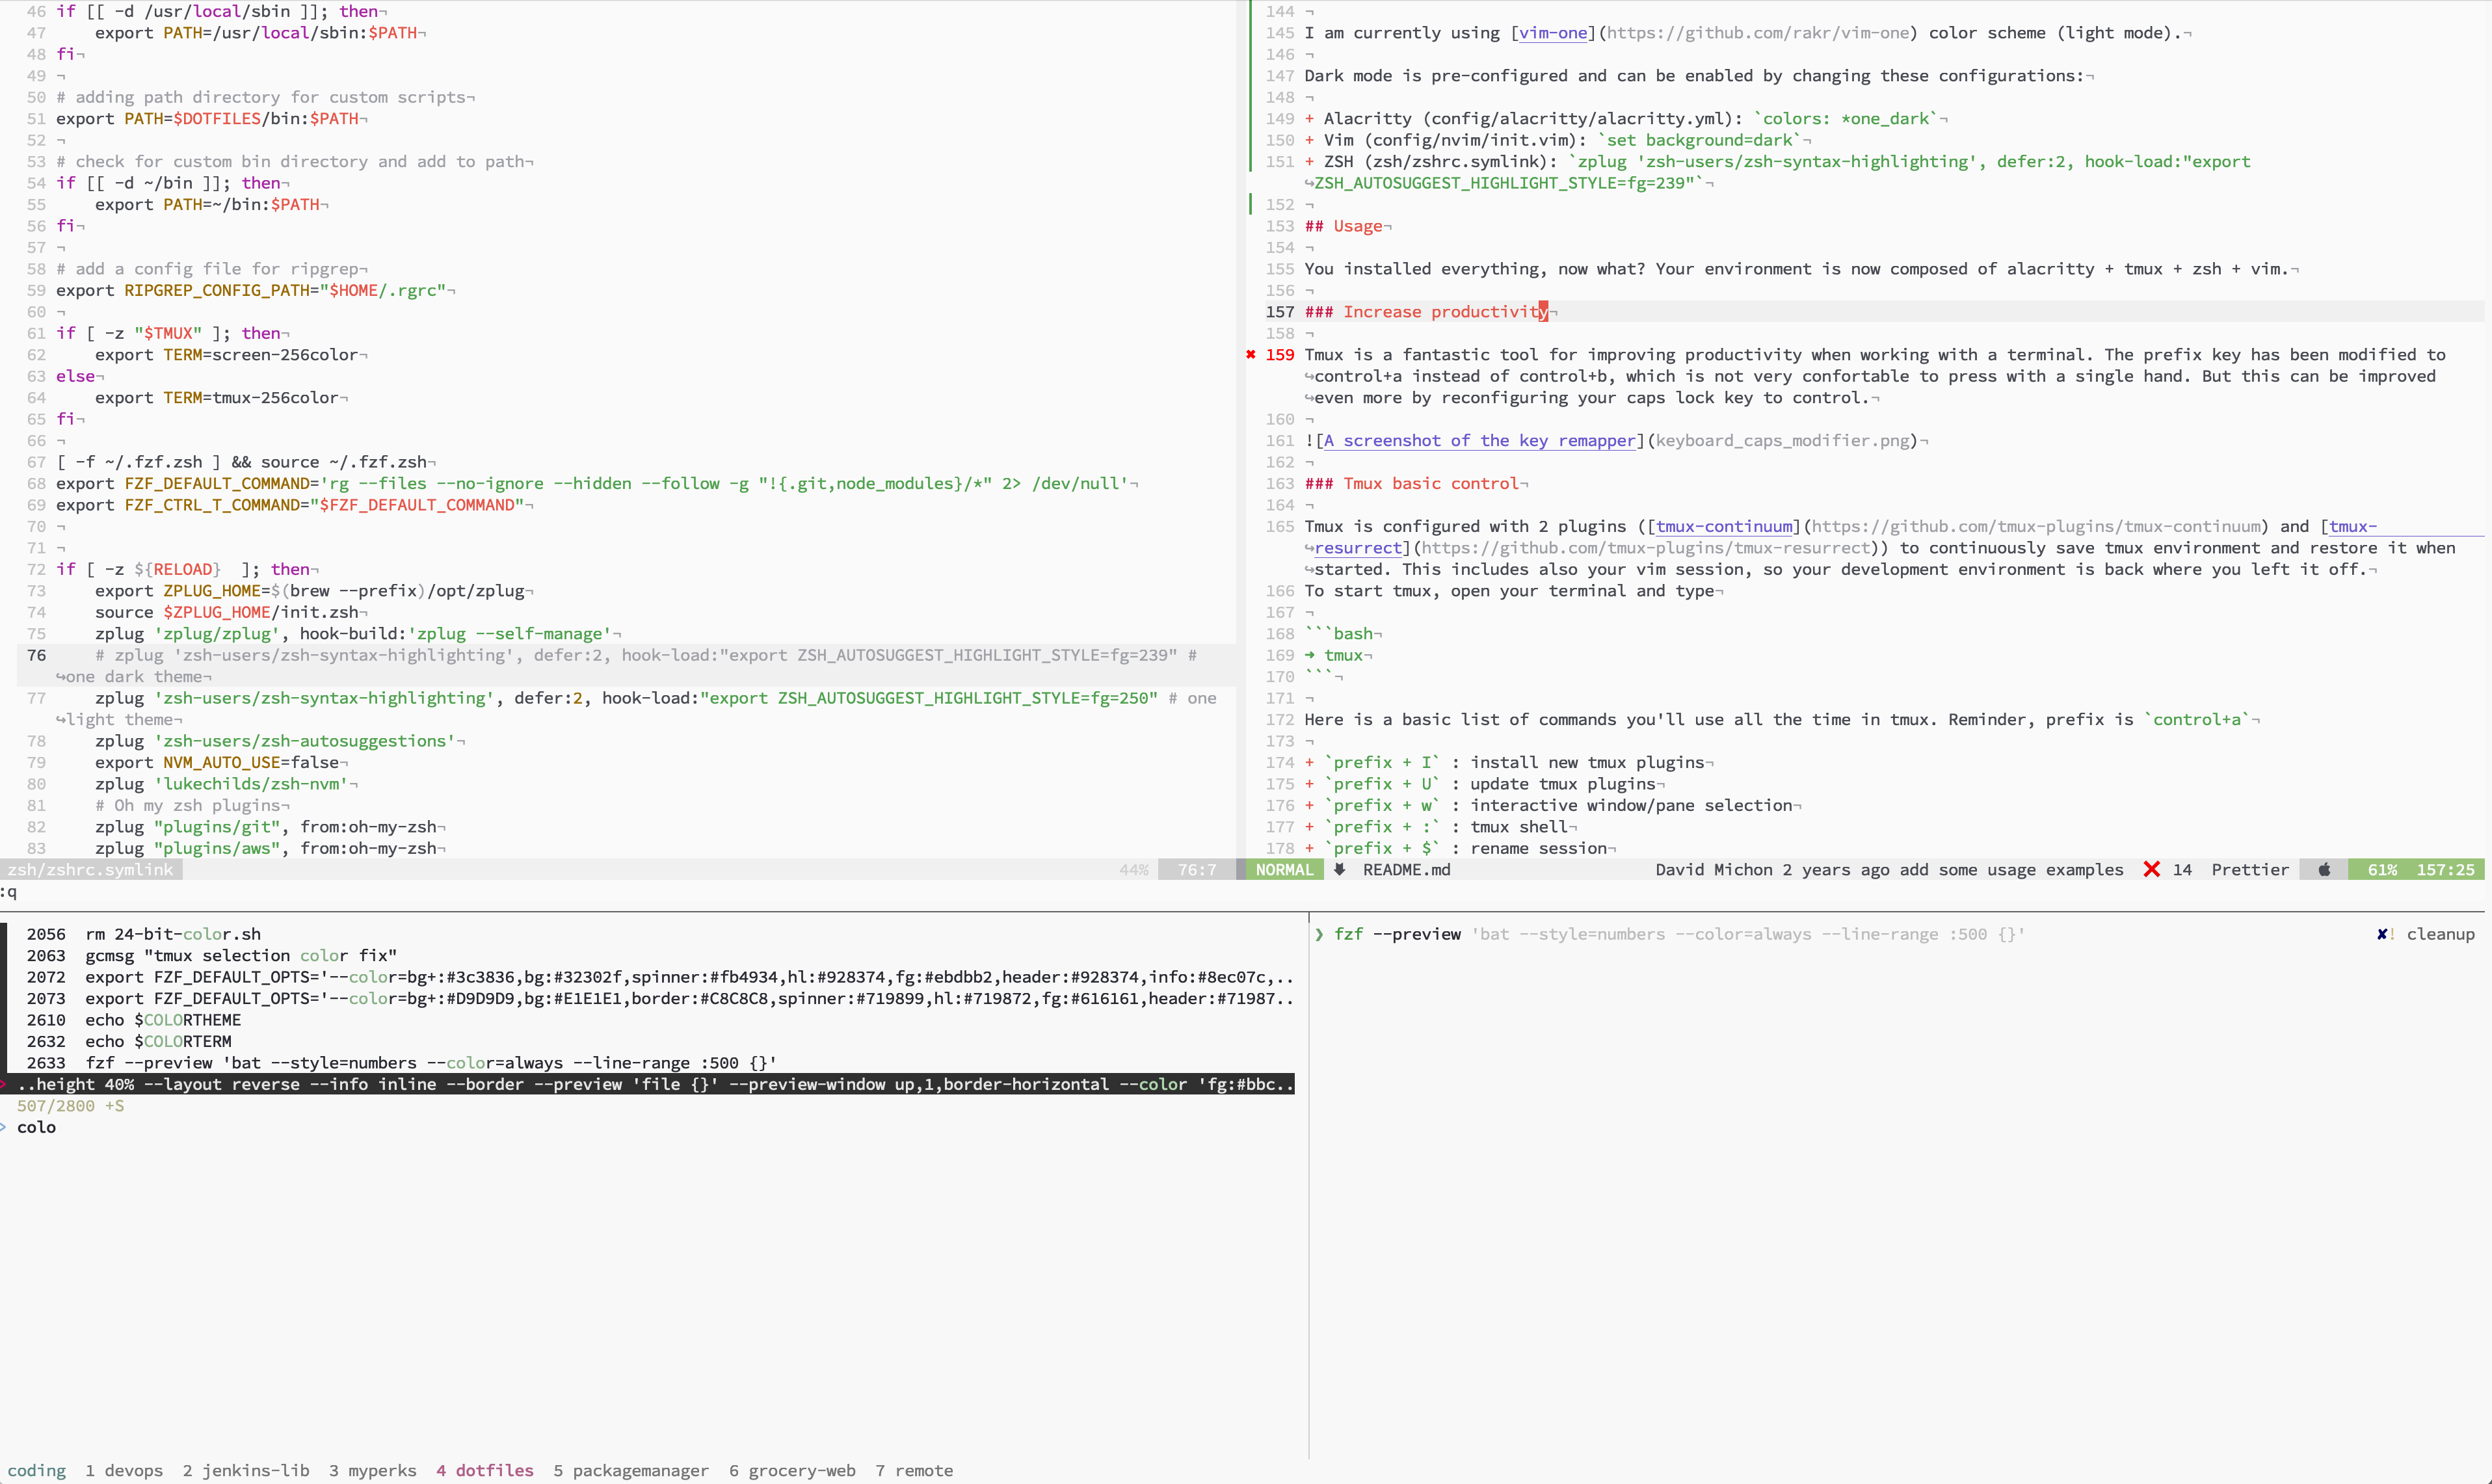 46 if [[ -d /usr/local/sbin ]]; then¬
47     export PATH=/usr/local/sbin:$PATH¬
48 fi¬
49 ¬
50 # adding path directory for custom scripts¬
51 export PATH=$DOTFILES/bin:$PATH¬
52 ¬
53 # check for custom bin directory and add to path¬
54 if [[ -d ~/bin ]]; then¬
55     export PATH=~/bin:$PATH¬
56 fi¬
57 ¬
58 # add a config file for ripgrep¬
59 export RIPGREP_CONFIG_PATH="$HOME/.rgrc"¬
60 ¬
61 if [ -z "$TMUX" ]; then¬
62     export TERM=screen-256color¬
63 else¬
64     export TERM=tmux-256color¬
65 fi¬
66 ¬
67 [ -f ~/.fzf.zsh ] && source ~/.fzf.zsh¬
68 export FZF_DEFAULT_COMMAND='rg --files --no-ignore --hidden --follow -g "!{.git,node_modules}/*" 2> /dev/null'¬
69 export FZF_CTRL_T_COMMAND="$FZF_DEFAULT_COMMAND"¬
70 ¬
71 ¬
72 if [ -z ${RELOAD}  ]; then¬
73     export ZPLUG_HOME=$(brew --prefix)/opt/zplug¬
74     source $ZPLUG_HOME/init.zsh¬
75     zplug 'zplug/zplug', hook-build:'zplug --self-manage'¬
76     # zplug 'zsh-users/zsh-syntax-highlighting', defer:2, hook-load:"export ZSH_AUTOSUGGEST_HIGHLIGHT_STYLE=fg=239" #
↪one dark theme¬
77     zplug 'zsh-users/zsh-syntax-highlighting', defer:2, hook-load:"export ZSH_AUTOSUGGEST_HIGHLIGHT_STYLE=fg=250" # one
↪light theme¬
78     zplug 'zsh-users/zsh-autosuggestions'¬
79     export NVM_AUTO_USE=false¬
80     zplug 'lukechilds/zsh-nvm'¬
81     # Oh my zsh plugins¬
82     zplug "plugins/git", from:oh-my-zsh¬
83     zplug "plugins/aws", from:oh-my-zsh¬
zsh/zshrc.symlink 44% 76:7
:q
144 ¬
145 I am currently using [vim-one](https://github.com/rakr/vim-one) color scheme (light mode).¬
146 ¬
147 Dark mode is pre-configured and can be enabled by changing these configurations:¬
148 ¬
149 + Alacritty (config/alacritty/alacritty.yml): `colors: *one_dark`¬
150 + Vim (config/nvim/init.vim): `set background=dark`¬
151 + ZSH (zsh/zshrc.symlink): `zplug 'zsh-users/zsh-syntax-highlighting', defer:2, hook-load:"export
↪ZSH_AUTOSUGGEST_HIGHLIGHT_STYLE=fg=239"`¬
152 ¬
153 ## Usage¬
154 ¬
155 You installed everything, now what? Your environment is now composed of alacritty + tmux + zsh + vim.¬
156 ¬
157 ### Increase productivity¬
158 ¬
✖ 159 Tmux is a fantastic tool for improving productivity when working with a terminal. The prefix key has been modified to
↪control+a instead of control+b, which is not very confortable to press with a single hand. But this can be improved
↪even more by reconfiguring your caps lock key to control.¬
160 ¬
161 ![A screenshot of the key remapper](keyboard_caps_modifier.png)¬
162 ¬
163 ### Tmux basic control¬
164 ¬
165 Tmux is configured with 2 plugins ([tmux-continuum](https://github.com/tmux-plugins/tmux-continuum) and [tmux-
↪resurrect](https://github.com/tmux-plugins/tmux-resurrect)) to continuously save tmux environment and restore it when
↪started. This includes also your vim session, so your development environment is back where you left it off.¬
166 To start tmux, open your terminal and type¬
167 ¬
168 ```bash¬
169 ➜ tmux¬
170 ```¬
171 ¬
172 Here is a basic list of commands you'll use all the time in tmux. Reminder, prefix is `control+a`¬
173 ¬
174 + `prefix + I` : install new tmux plugins¬
175 + `prefix + U` : update tmux plugins¬
176 + `prefix + w` : interactive window/pane selection¬
177 + `prefix + :` : tmux shell¬
178 + `prefix + $` : rename session¬
NORMAL README.md David Michon 2 years ago add some usage examples ❌ 14 Prettier 61% 157:25
2056  rm 24-bit-color.sh
2063  gcmsg "tmux selection color fix"
2072  export FZF_DEFAULT_OPTS='--color=bg+:#3c3836,bg:#32302f,spinner:#fb4934,hl:#928374,fg:#ebdbb2,header:#928374,info:#8ec07c,..
2073  export FZF_DEFAULT_OPTS='--color=bg+:#D9D9D9,bg:#E1E1E1,border:#C8C8C8,spinner:#719899,hl:#719872,fg:#616161,header:#71987..
2610  echo $COLORTHEME
2632  echo $COLORTERM
2633  fzf --preview 'bat --style=numbers --color=always --line-range :500 {}'
> ..height 40% --layout reverse --info inline --border --preview 'file {}' --preview-window up,1,border-horizontal --color 'fg:#bbc..
507/2800 +S
> colo
❯ fzf --preview 'bat --style=numbers --color=always --line-range :500 {}' ✘! cleanup
coding  1 devops  2 jenkins-lib  3 myperks  4 dotfiles  5 packagemanager  6 grocery-web  7 remote